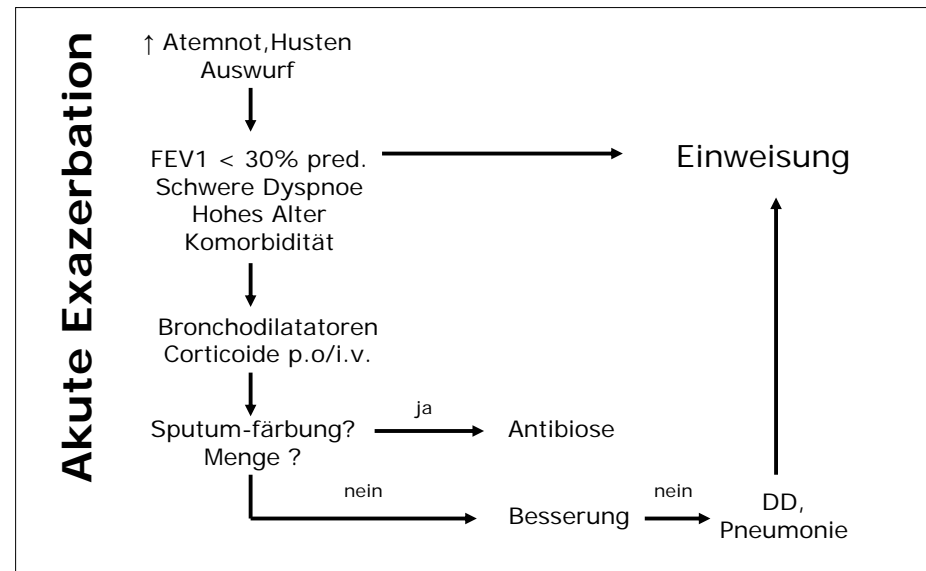 Akute Exazerbation
↑ Atemnot,Husten
Auswurf
FEV1 < 30% pred.
Schwere Dyspnoe
Hohes Alter
Komorbidität
Einweisung
Bronchodilatatoren
Corticoide p.o/i.v.
Sputum-färbung?
Menge ?
ja
Antibiose
nein
Besserung
nein
DD,
Pneumonie